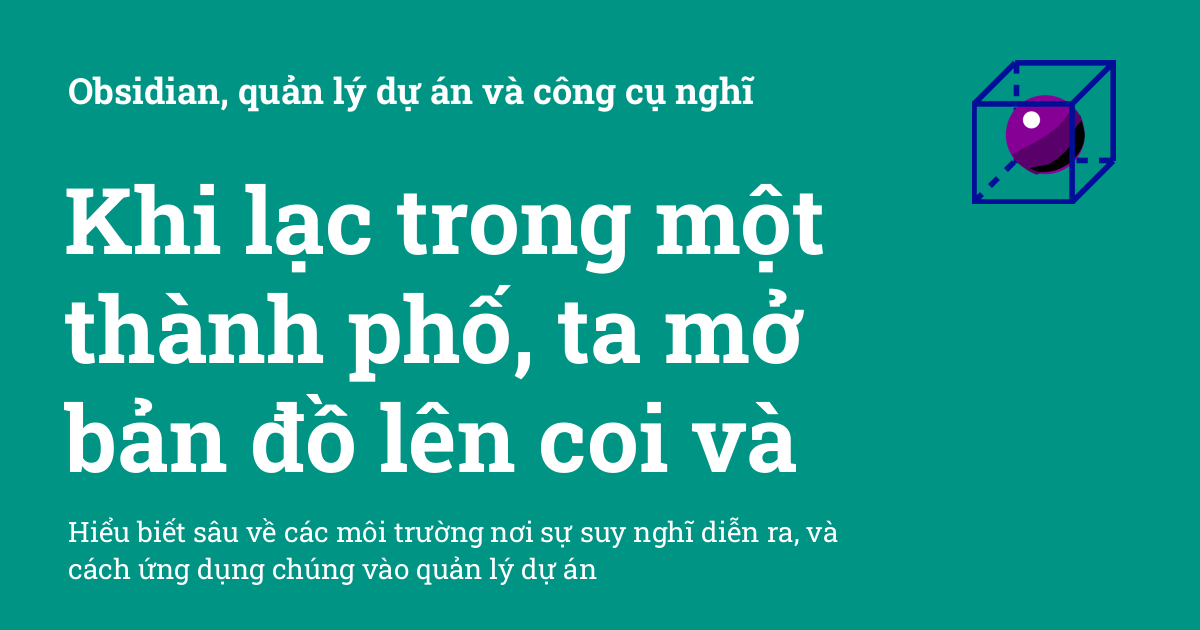 Obsidian, quản lý dự án và công cụ nghĩ
Khi lạc trong một
thành phố, ta mở
bản đồ lên coi và
Hiểu biết sâu về các môi trường nơi sự suy nghĩ diễn ra, và
cách ứng dụng chúng vào quản lý dự án